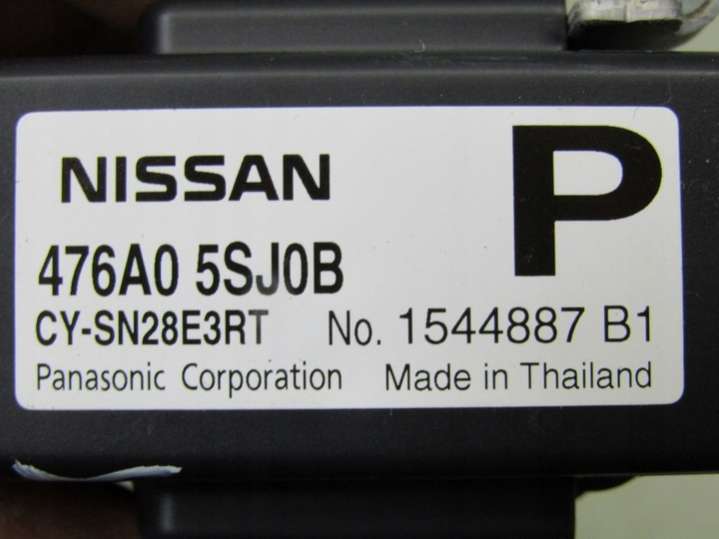 NISSAN
P
476A0 5SJ0B
CY-SN28E3RT No. 1544887 B1
Panasonic Corporation Made in Thailand